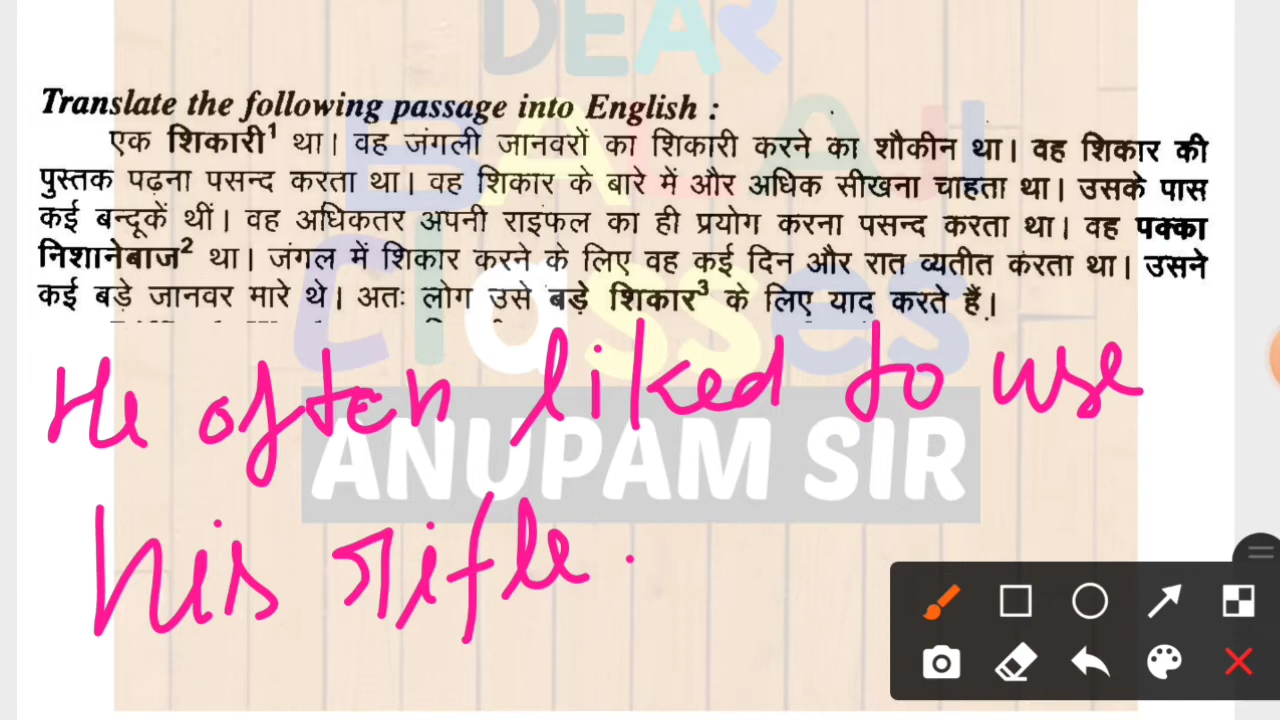 DEAR
Translate the following passage into English :
एक शिकारी¹ था। वह जंगली जानवरों का शिकारी करने का शौकीन था। वह शिकार की
पुस्तक पढ़ना पसन्द करता था। वह शिकार के बारे में और अधिक सीखना चाहता था। उसके पास
कई बन्दूकें थीं। वह अधिकतर अपनी राइफल का ही प्रयोग करना पसन्द करता था। वह पक्का
निशानेबाज² था। जंगल में शिकार करने के लिए वह कई दिन और रात व्यतीत करता था। उसने
कई बड़े जानवर मारे थे। अतः लोग उसे बड़े शिकार³ के लिए याद करते हैं।
BALAJI
Classes
He often liked to use
ANUPAM SIR
his rifle.